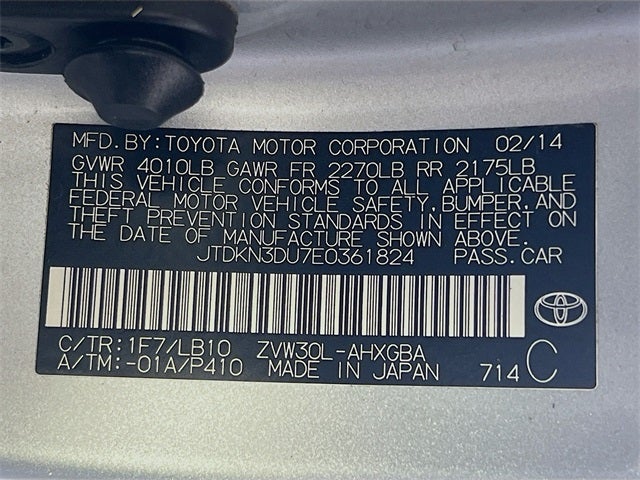 MFD.BY:TOYOTA MOTOR CORPORATION 02/14
GVWR 4010LB GAWR FR 2270LB RR 2175LB
THIS VEHICLE CONFORMS TO ALL APPLICABLE
FEDERAL MOTOR VEHICLE SAFETY,BUMPER,AND
THEFT PREVENTION STANDARDS IN EFFECT ON
THE DATE OF MANUFACTURE SHOWN ABOVE.
JTDKN3DU7E0361824 PASS.CAR
C/TR:1F7/LB10 ZVW30L-AHXGBA
A/TM:-01A/P410 MADE IN JAPAN 714 C